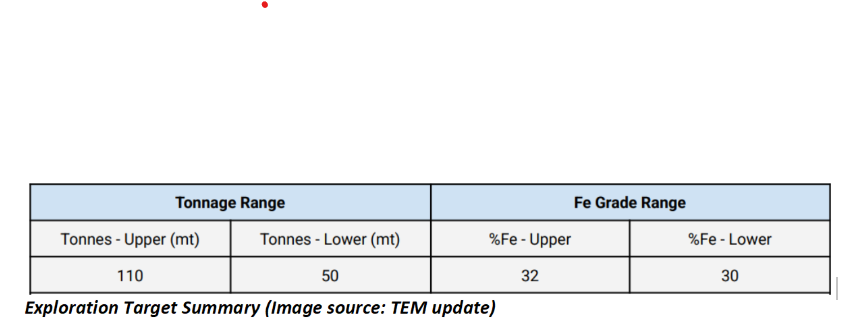 Tonnage Range Fe Grade Range
Tonnes - Upper (mt) Tonnes - Lower (mt) %Fe - Upper %Fe - Lower
110 50 32 30
Exploration Target Summary (Image source: TEM update)